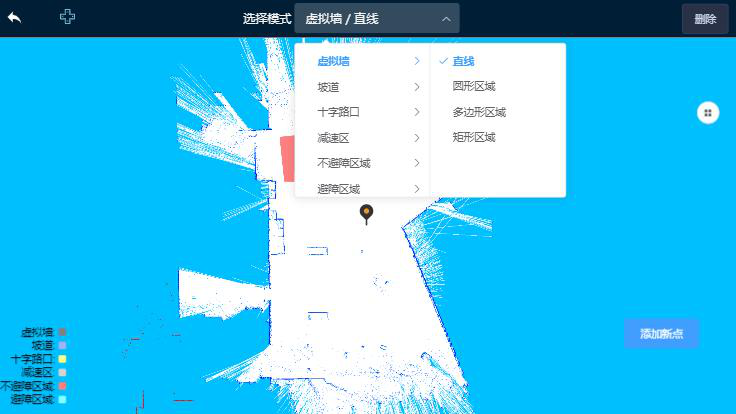 选择模式 虚拟墙 / 直线 删除
虚拟墙 直线
坡道 圆形区域
十字路口 多边形区域
减速区 矩形区域
不避障区域
避障区域
添加新点
虚拟墙:
坡道:
十字路口:
减速区:
不避障区域:
避障区域: